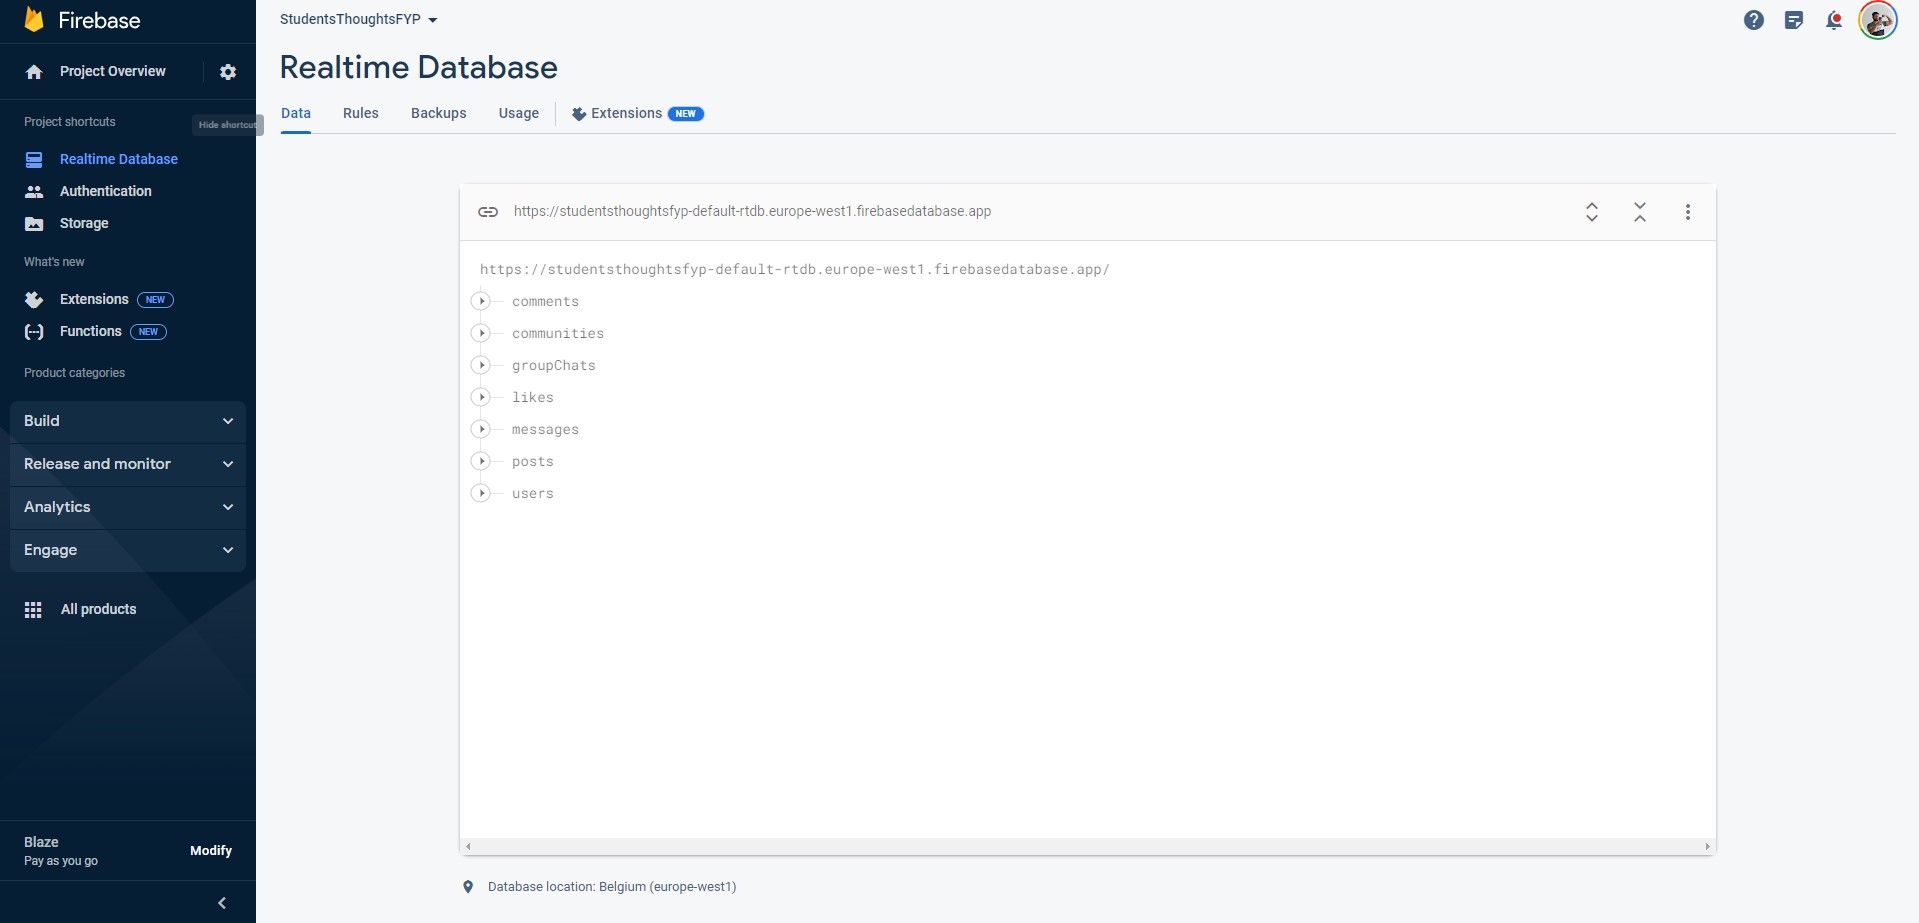 Firebase
Project Overview
Project shortcuts
Hide shortcut
Realtime Database
Authentication
Storage
What's new
Extensions NEW
Functions NEW
Product categories
Build
Release and monitor
Analytics
Engage
All products
Blaze
Pay as you go
Modify
StudentsThoughtsFYP
Realtime Database
Data Rules Backups Usage Extensions NEW
https://studentsthoughtsfyp-default-rtdb.europe-west1.firebasedatabase.app
https://studentsthoughtsfyp-default-rtdb.europe-west1.firebasedatabase.app/
comments
communities
groupChats
likes
messages
posts
users
Database location: Belgium (europe-west1)